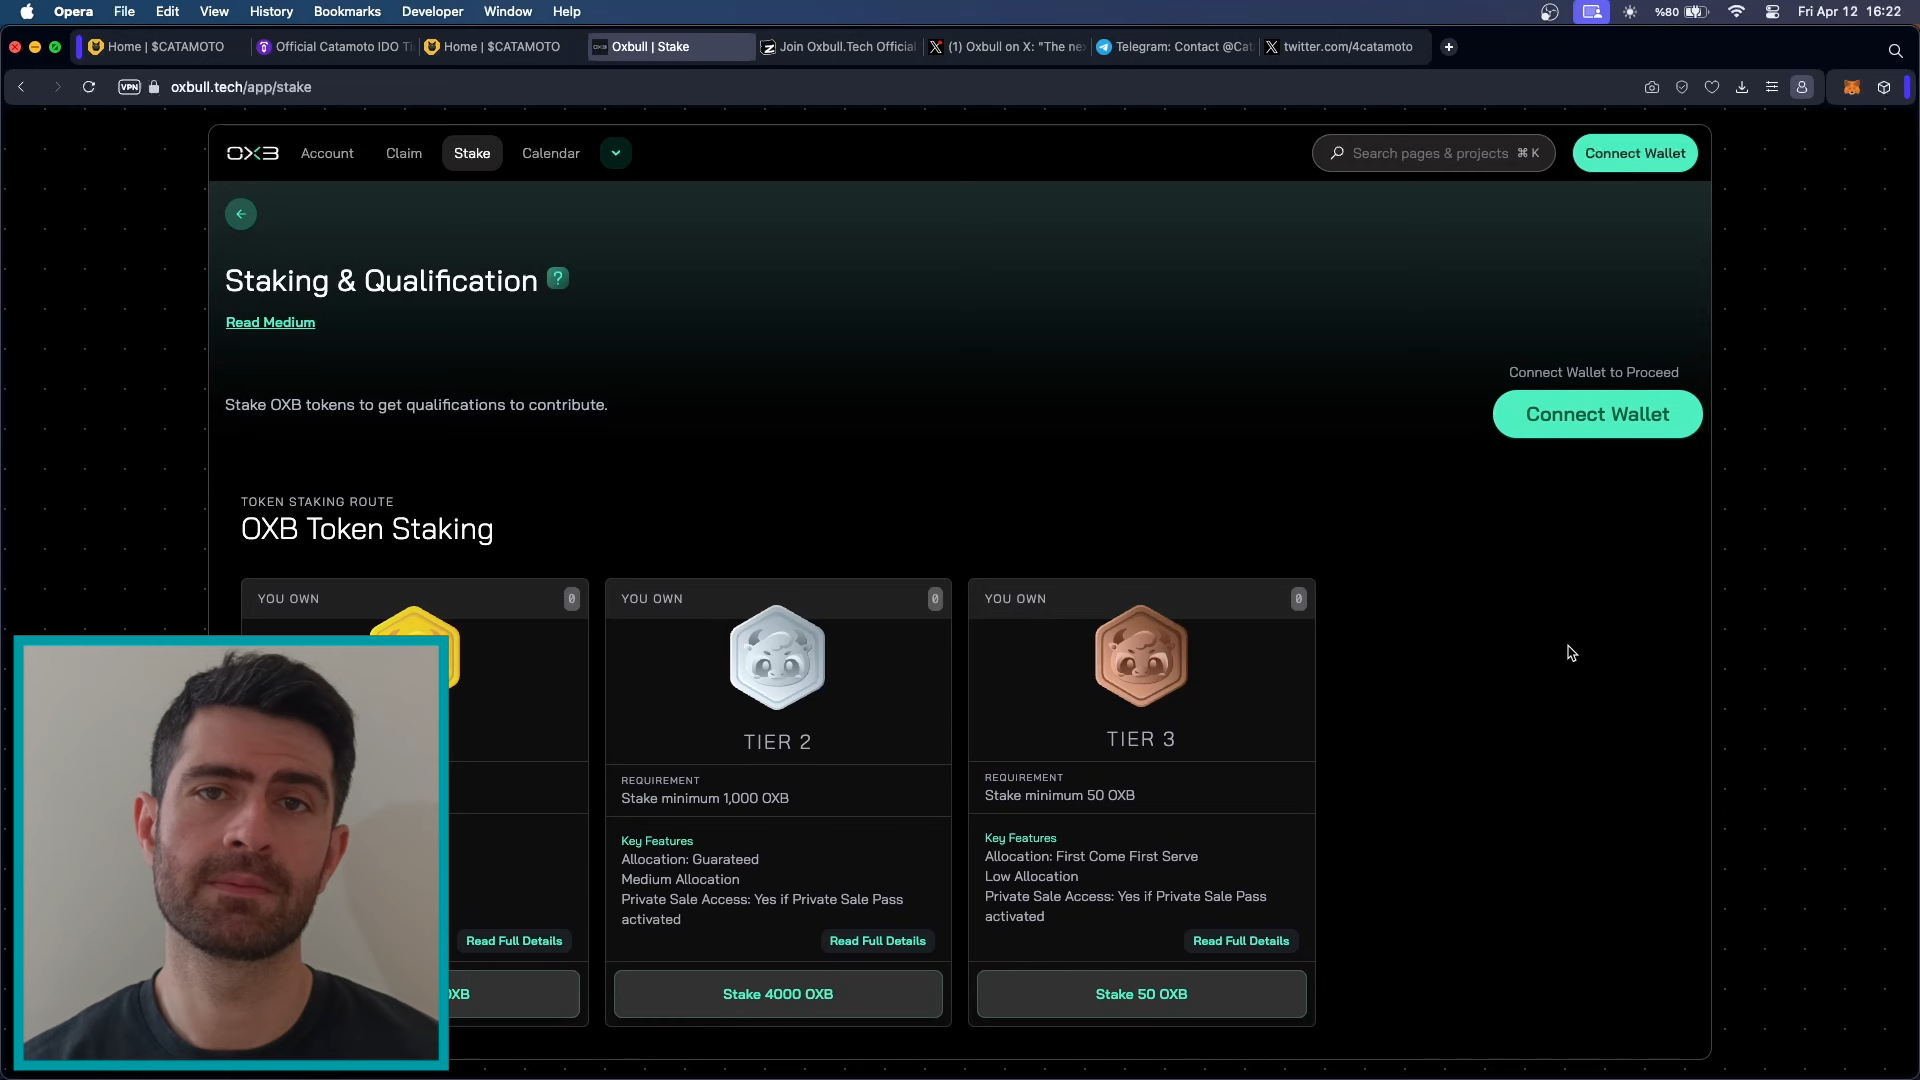 Opera File Edit View History Bookmarks Developer Window Help %80 Fri Apr 12 16:22
Home | $CATAMOTO Official Catamoto IDO Ti Home | $CATAMOTO Oxbull | Stake Join Oxbull.Tech Official (1) Oxbull on X: "The ne Telegram: Contact @Cat twitter.com/4catamoto
VPN oxbull.tech/app/stake
OXB Account Claim Stake Calendar Search pages & projects ⌘ K Connect Wallet
Staking & Qualification ?
Read Medium
Connect Wallet to Proceed
Stake OXB tokens to get qualifications to contribute.
Connect Wallet
TOKEN STAKING ROUTE
OXB Token Staking
YOU OWN 0
Read Full Details
OXB
YOU OWN 0
TIER 2
REQUIREMENT
Stake minimum 1,000 OXB
Key Features
Allocation: Guarateed
Medium Allocation
Private Sale Access: Yes if Private Sale Pass
activated
Read Full Details
Stake 4000 OXB
YOU OWN 0
TIER 3
REQUIREMENT
Stake minimum 50 OXB
Key Features
Allocation: First Come First Serve
Low Allocation
Private Sale Access: Yes if Private Sale Pass
activated
Read Full Details
Stake 50 OXB